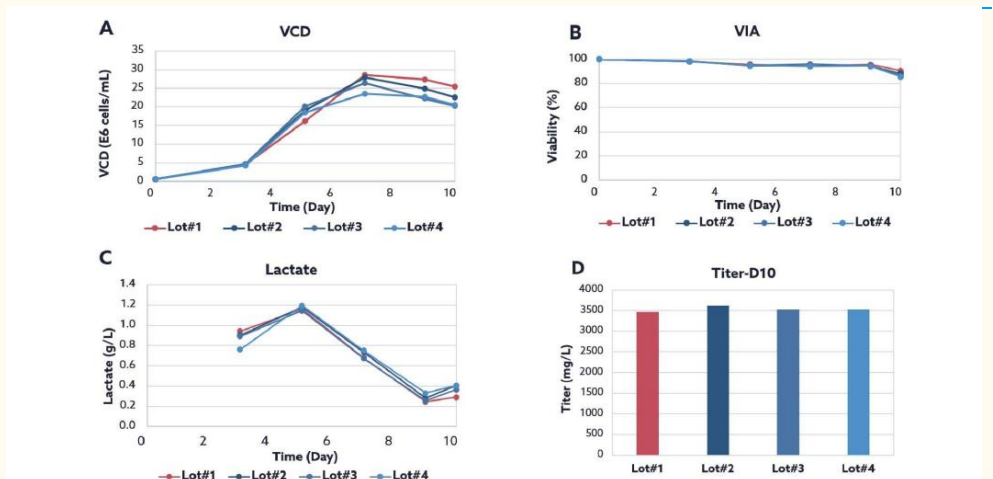 A
VCD
VCD (E6 cells/mL)
35
30
25
20
15
10
5
0
0 2 4 6 8 10
Time (Day)
Lot#1 Lot#2 Lot#3 Lot#4
B
VIA
Viability (%)
100
80
60
40
20
0
0 2 4 6 8 10
Time (Day)
Lot#1 Lot#2 Lot#3 Lot#4
C
Lactate
Lactate (g/L)
1.4
1.2
1.0
0.8
0.6
0.4
0.2
0.0
0 2 4 6 8 10
Time (Day)
Lot#1 Lot#2 Lot#3 Lot#4
D
Titer-D10
Titer (mg/L)
4000
3500
3000
2500
2000
1500
1000
500
0
Lot#1 Lot#2 Lot#3 Lot#4